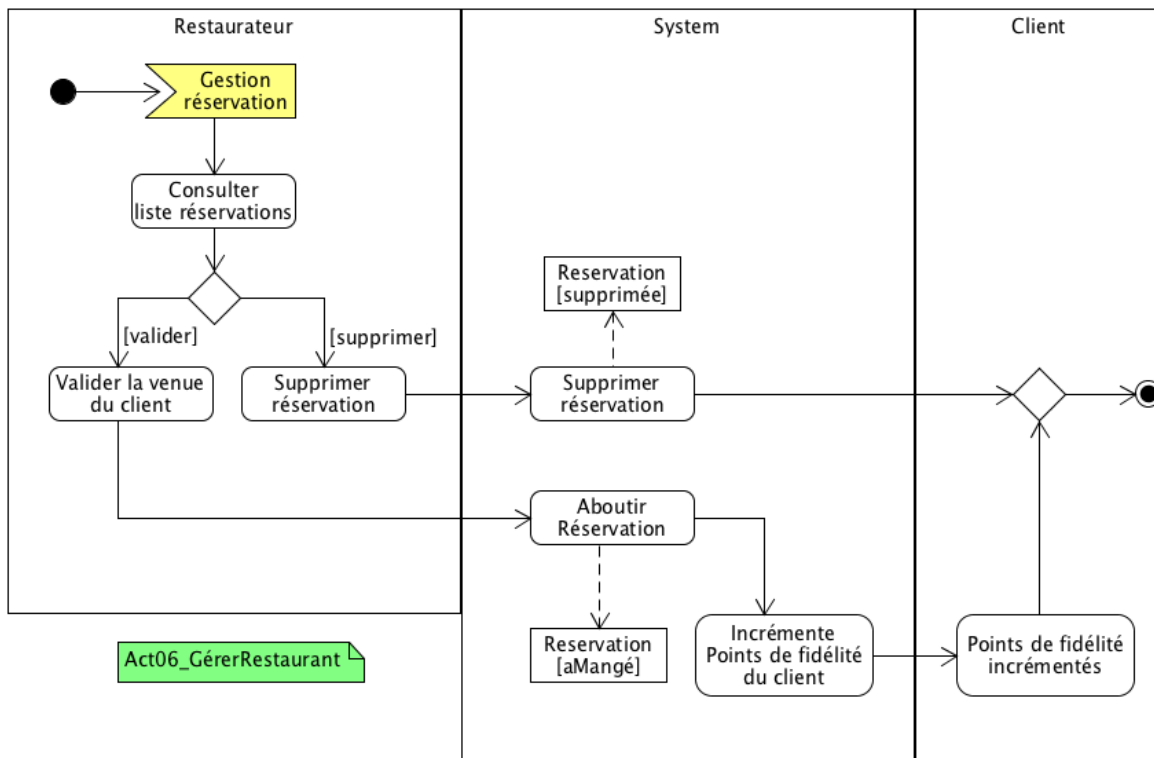 Restaurateur
System
Client
Gestion
réservation
Consulter
liste réservations
[valider]
[supprimer]
Valider la venue
du client
Supprimer
réservation
Reservation
[supprimée]
Supprimer
réservation
Aboutir
Réservation
Reservation
[aMangé]
Incrémente
Points de fidélité
du client
Points de fidélité
incrémentés
Act06_GérerRestaurant